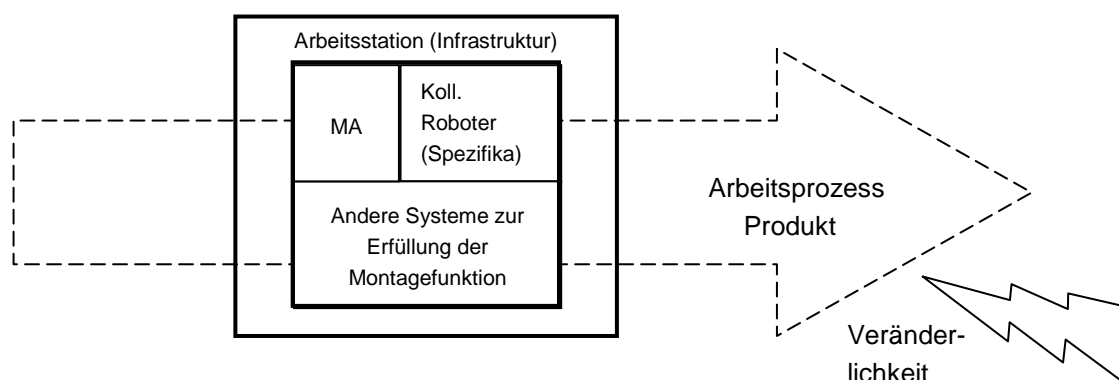 Arbeitsstation (Infrastruktur)
MA
Koll.
Roboter
(Spezifika)
Andere Systeme zur
Erfüllung der
Montagefunktion
Arbeitsprozess
Produkt
Veränder-
lichkeit